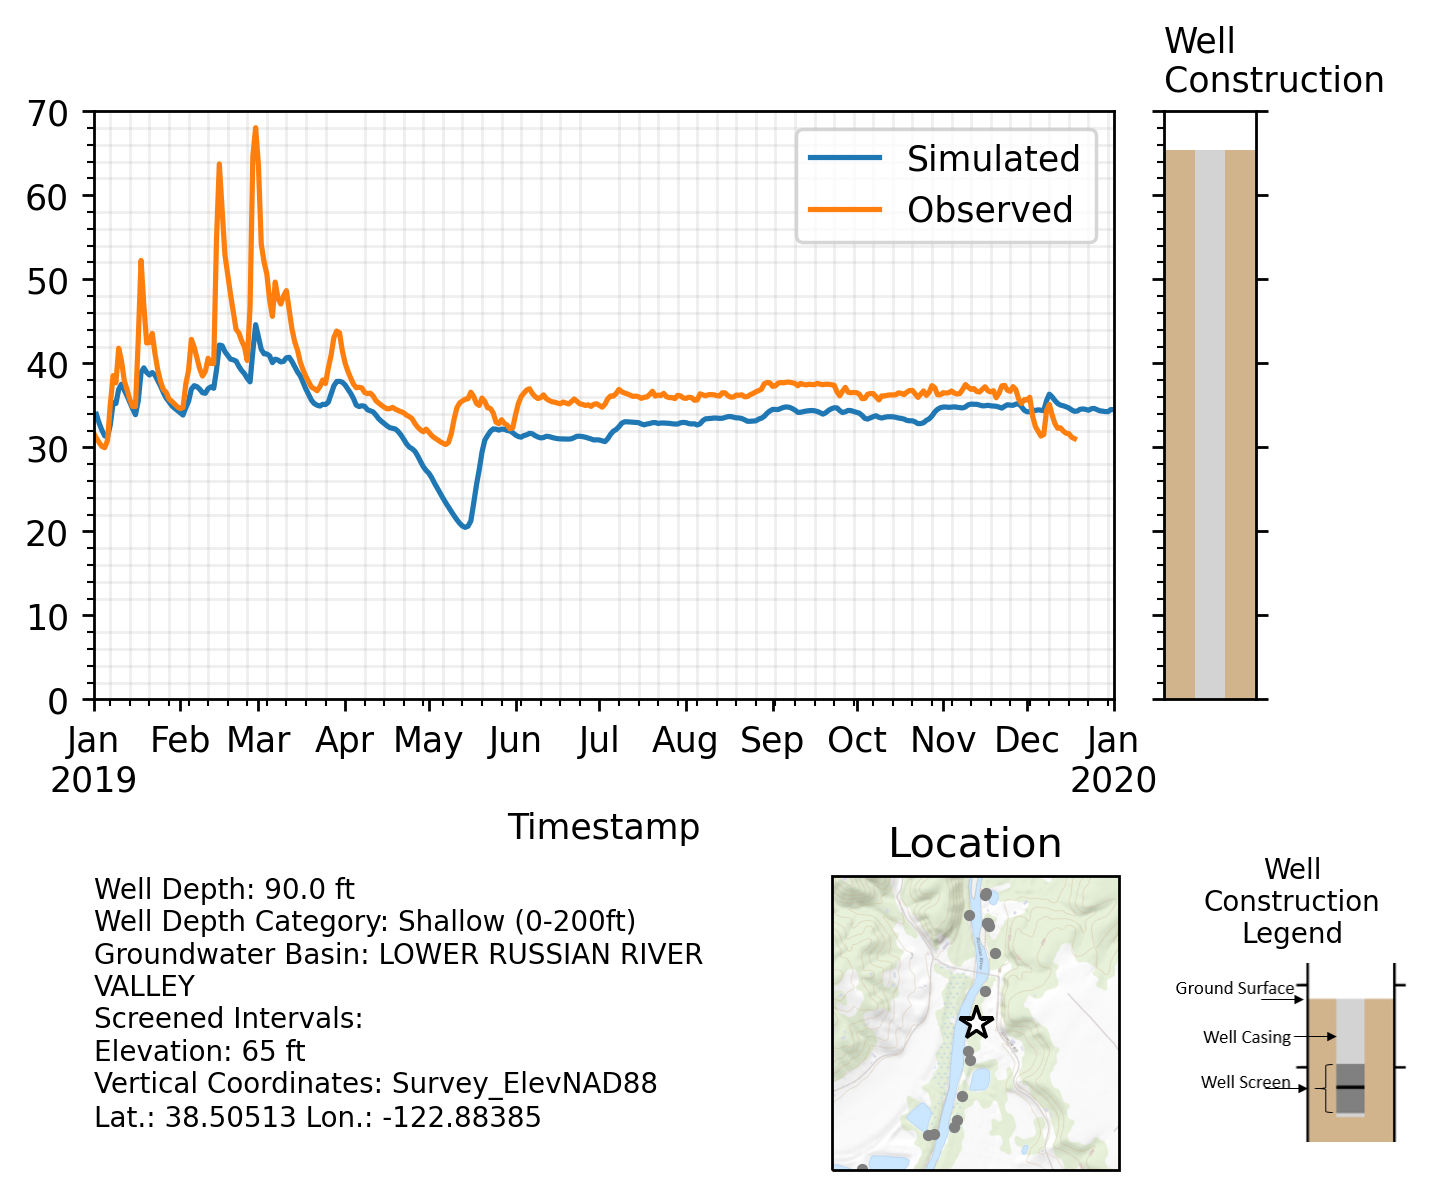 Well
Construction
70
60
50
40
30
20
10
0
Simulated
Observed
Jan Feb Mar Apr May Jun Jul Aug Sep Oct Nov Dec Jan
2019 2020
Timestamp
Well Depth: 90.0 ft
Well Depth Category: Shallow (0-200ft)
Groundwater Basin: LOWER RUSSIAN RIVER
VALLEY
Screened Intervals:
Elevation: 65 ft
Vertical Coordinates: Survey_ElevNAD88
Lat.: 38.50513 Lon.: -122.88385
Location
Well
Construction
Legend
Ground Surface
Well Casing
Well Screen